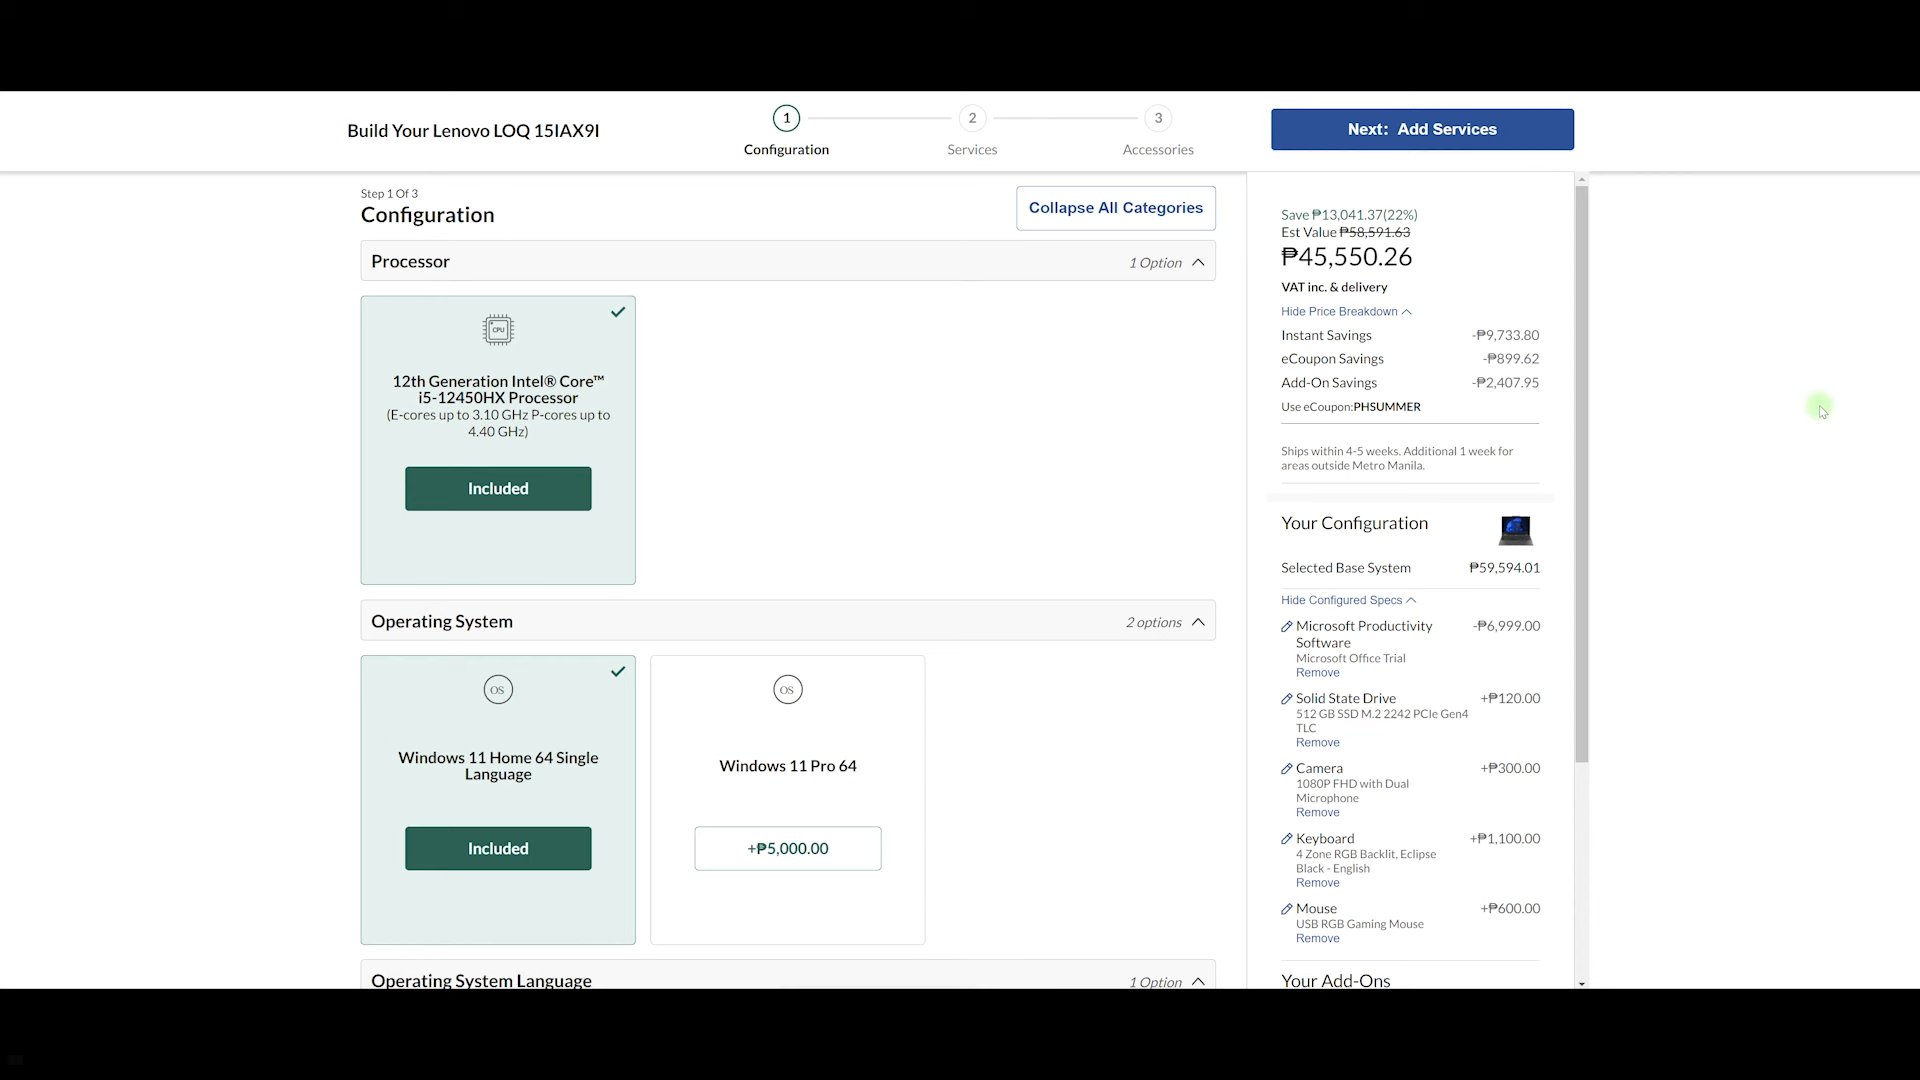 Build Your Lenovo LOQ 15IAX9I
1
Configuration
2
Services
3
Accessories
Next: Add Services
Step 1 Of 3
Configuration
Collapse All Categories
Processor
1 Option
CPU
12th Generation Intel® Core™
i5-12450HX Processor
(E-cores up to 3.10 GHz P-cores up to
4.40 GHz)
Included
Operating System
2 options
OS
Windows 11 Home 64 Single
Language
Included
OS
Windows 11 Pro 64
+₱5,000.00
Operating System Language
1 Option
Save ₱13,041.37(22%)
Est Value ₱58,591.63
₱45,550.26
VAT inc. & delivery
Hide Price Breakdown
Instant Savings -₱9,733.80
eCoupon Savings -₱899.62
Add-On Savings -₱2,407.95
Use eCoupon:PHSUMMER
Ships within 4-5 weeks. Additional 1 week for
areas outside Metro Manila.
Your Configuration
Selected Base System ₱59,594.01
Hide Configured Specs
Microsoft Productivity -₱6,999.00
Software
Microsoft Office Trial
Remove
Solid State Drive +₱120.00
512 GB SSD M.2 2242 PCIe Gen4
TLC
Remove
Camera +₱300.00
1080P FHD with Dual
Microphone
Remove
Keyboard +₱1,100.00
4 Zone RGB Backlit, Eclipse
Black - English
Remove
Mouse +₱600.00
USB RGB Gaming Mouse
Remove
Your Add-Ons